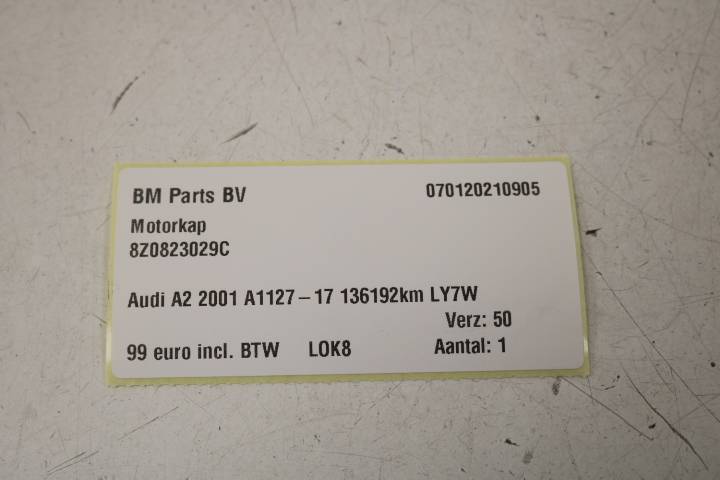 BM Parts BV 070120210905
Motorkap
8Z0823029C
Audi A2 2001 A1127-17 136192km LY7W
Verz: 50
99 euro incl. BTW LOK8 Aantal: 1